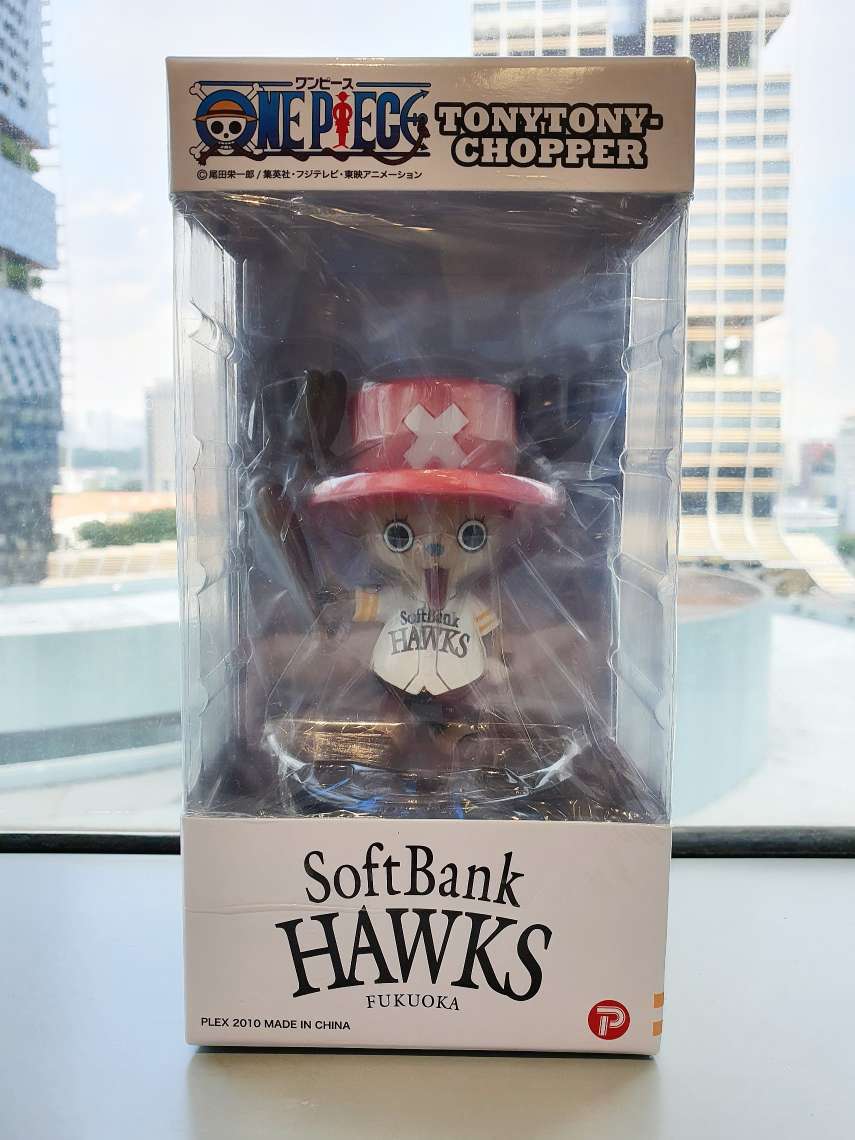 ワンピース
ONE PIECE
TONYTONY-
CHOPPER
©尾田栄一郎/集英社・フジテレビ・東映アニメーション
SoftBank
HAWKS
SoftBank
HAWKS
FUKUOKA
PLEX 2010 MADE IN CHINA
P